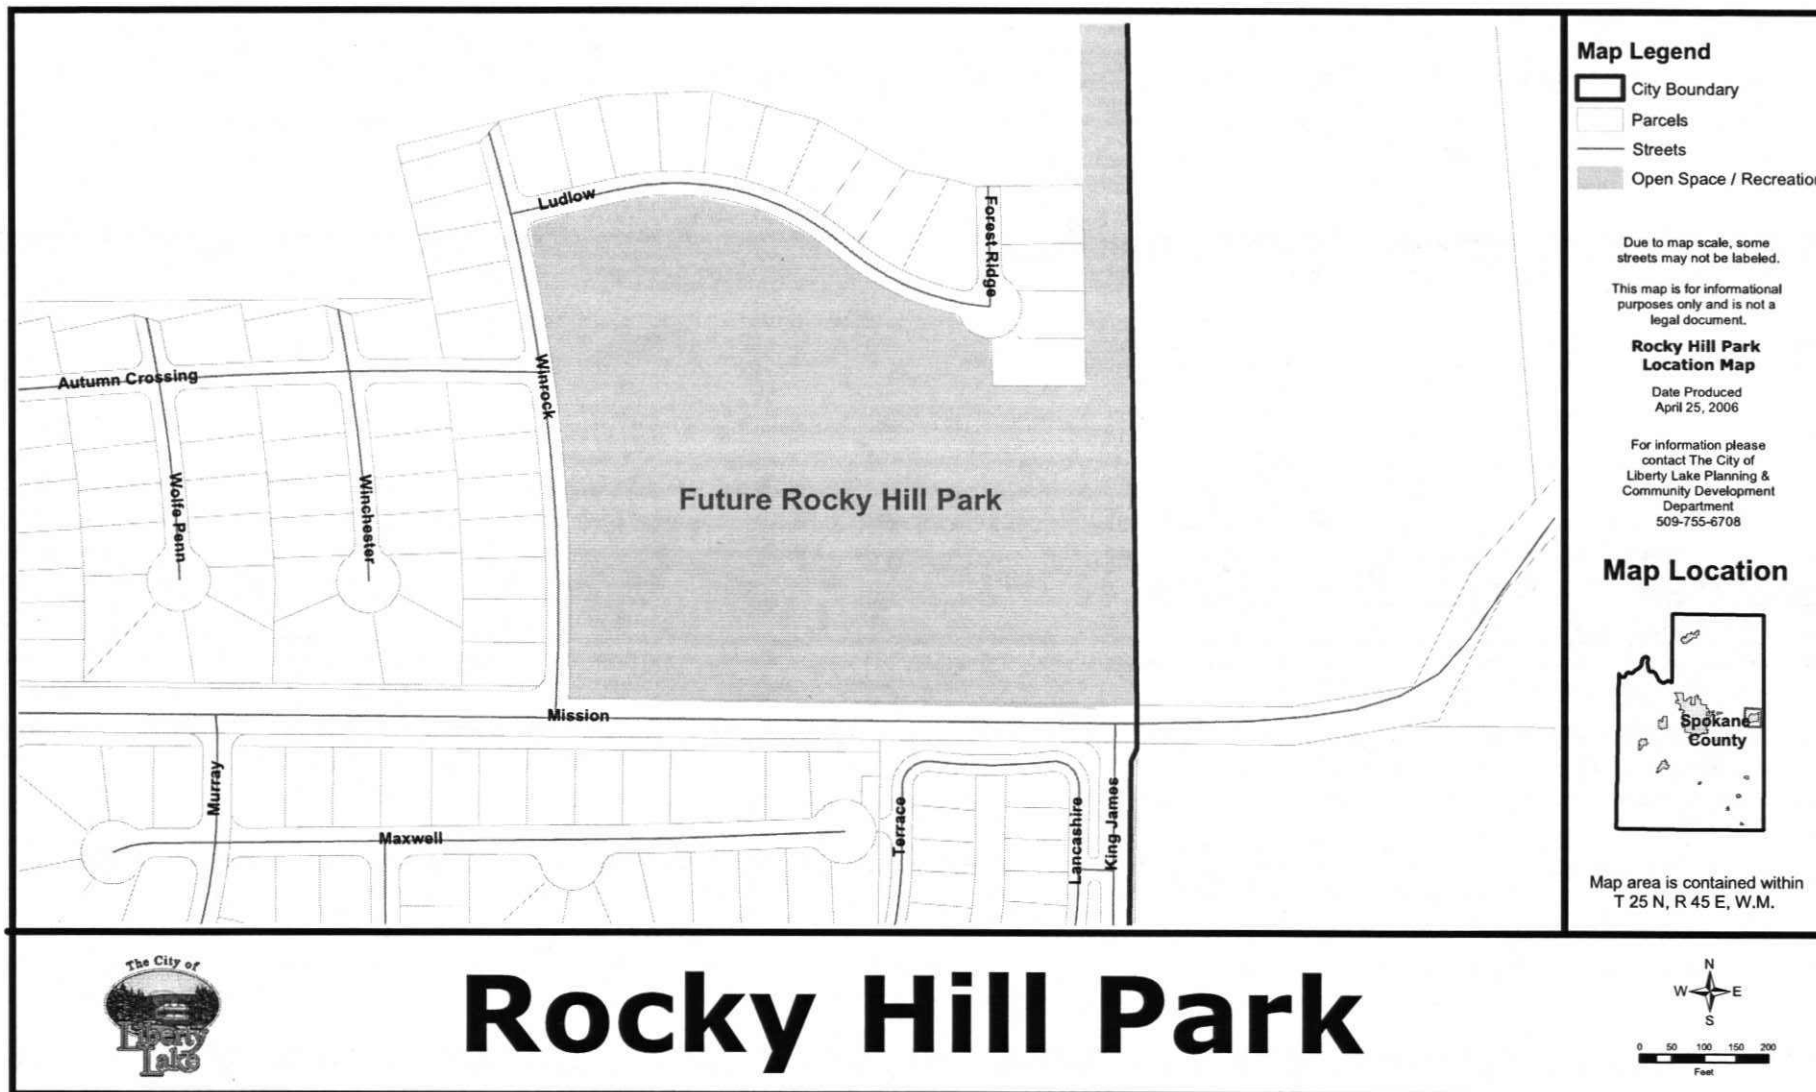 Map Legend
City Boundary
Parcels
Streets
Open Space / Recreation
Due to map scale, some
streets may not be labeled.
This map is for informational
purposes only and is not a
legal document.
Rocky Hill Park
Location Map
Date Produced
April 25, 2006
For information please
contact The City of
Liberty Lake Planning &
Community Development
Department
509-755-6708
Map Location
Spokane
County
Map area is contained within
T 25 N, R 45 E, W.M.
Ludlow
Forest Ridge
Autumn Crossing
Winrock
Wolfe Penn
Winchester
Future Rocky Hill Park
Mission
Murray
Maxwell
Terrace
Lancashire
King James
The City of
Liberty
Lake
Rocky Hill Park
N
W E
S
0 50 100 150 200
Feet